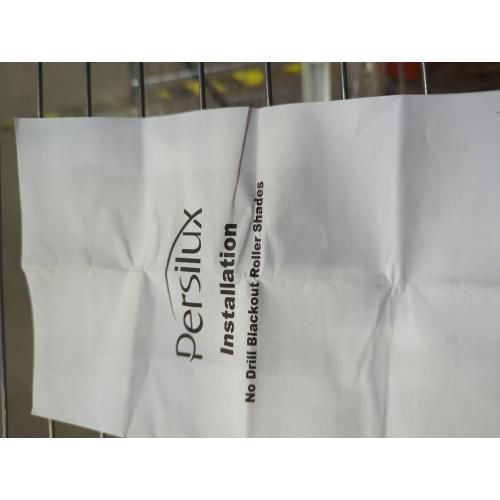 Persilux
Installation
No Drill Blackout Roller Shades